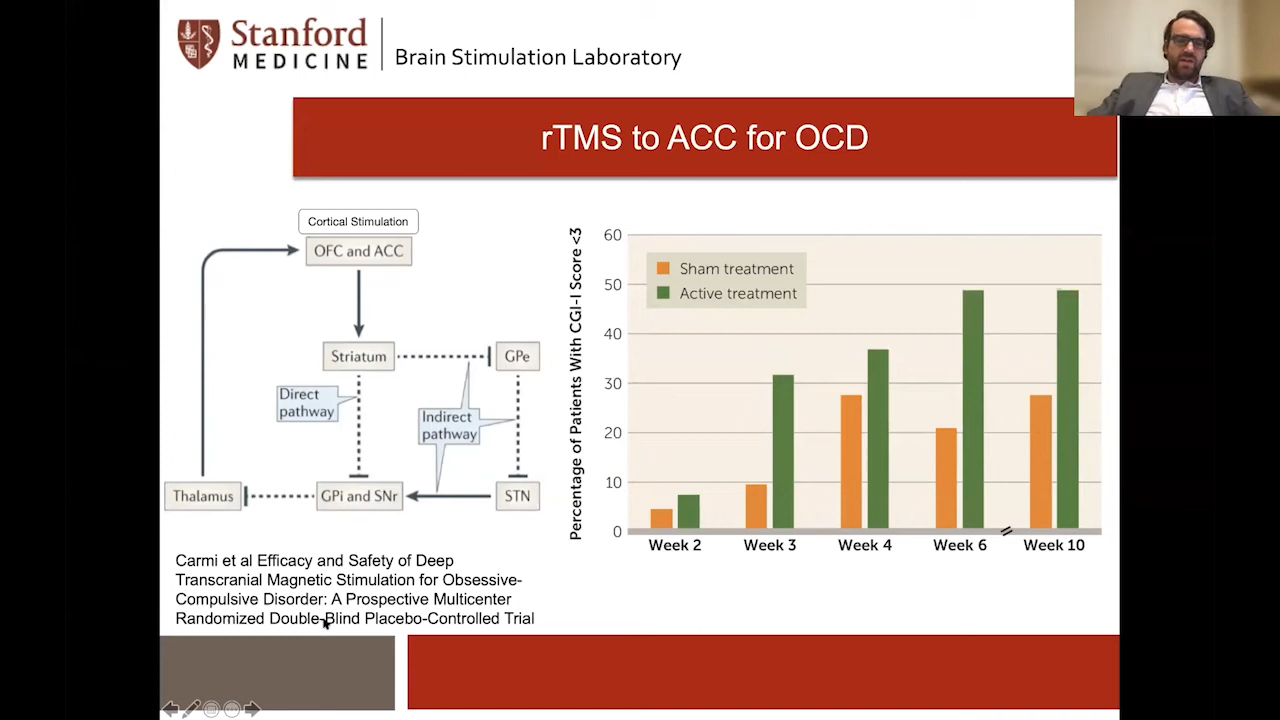 Stanford
MEDICINE
Brain Stimulation Laboratory
rTMS to ACC for OCD
Cortical Stimulation
OFC and ACC
Striatum
GPe
Direct
pathway
Indirect
pathway
Thalamus
GPi and SNr
STN
Carmi et al Efficacy and Safety of Deep
Transcranial Magnetic Stimulation for Obsessive-
Compulsive Disorder: A Prospective Multicenter
Randomized Double-Blind Placebo-Controlled Trial
Percentage of Patients With CGI-I Score <3
60
50
40
30
20
10
0
Sham treatment
Active treatment
Week 2
Week 3
Week 4
Week 6
Week 10